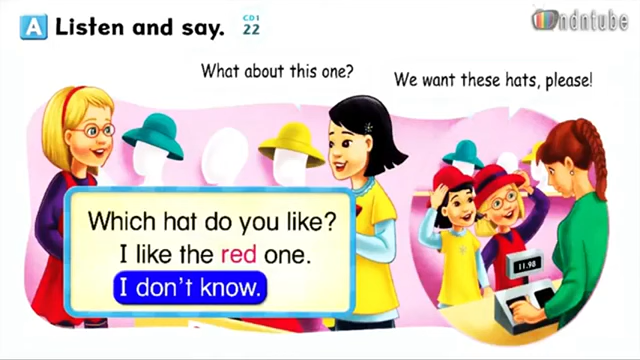 A Listen and say. CD1 22
ndntube
What about this one?
We want these hats, please!
Which hat do you like?
I like the red one.
I don't know.
11.98